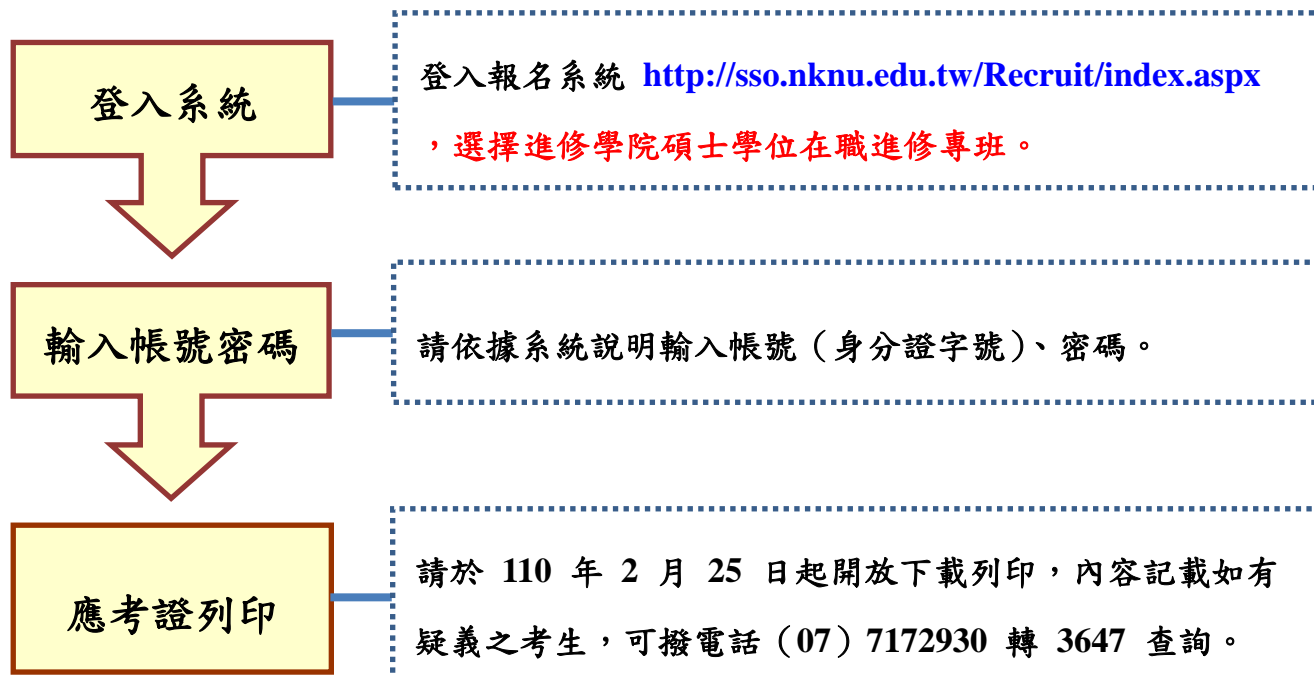 登入系統
登入報名系統 http://sso.nknu.edu.tw/Recruit/index.aspx
，選擇進修學院碩士學位在職進修專班。
輸入帳號密碼
請依據系統說明輸入帳號（身分證字號）、密碼。
應考證列印
請於 110 年 2 月 25 日起開放下載列印，內容記載如有
疑義之考生，可撥電話（07）7172930 轉 3647 查詢。